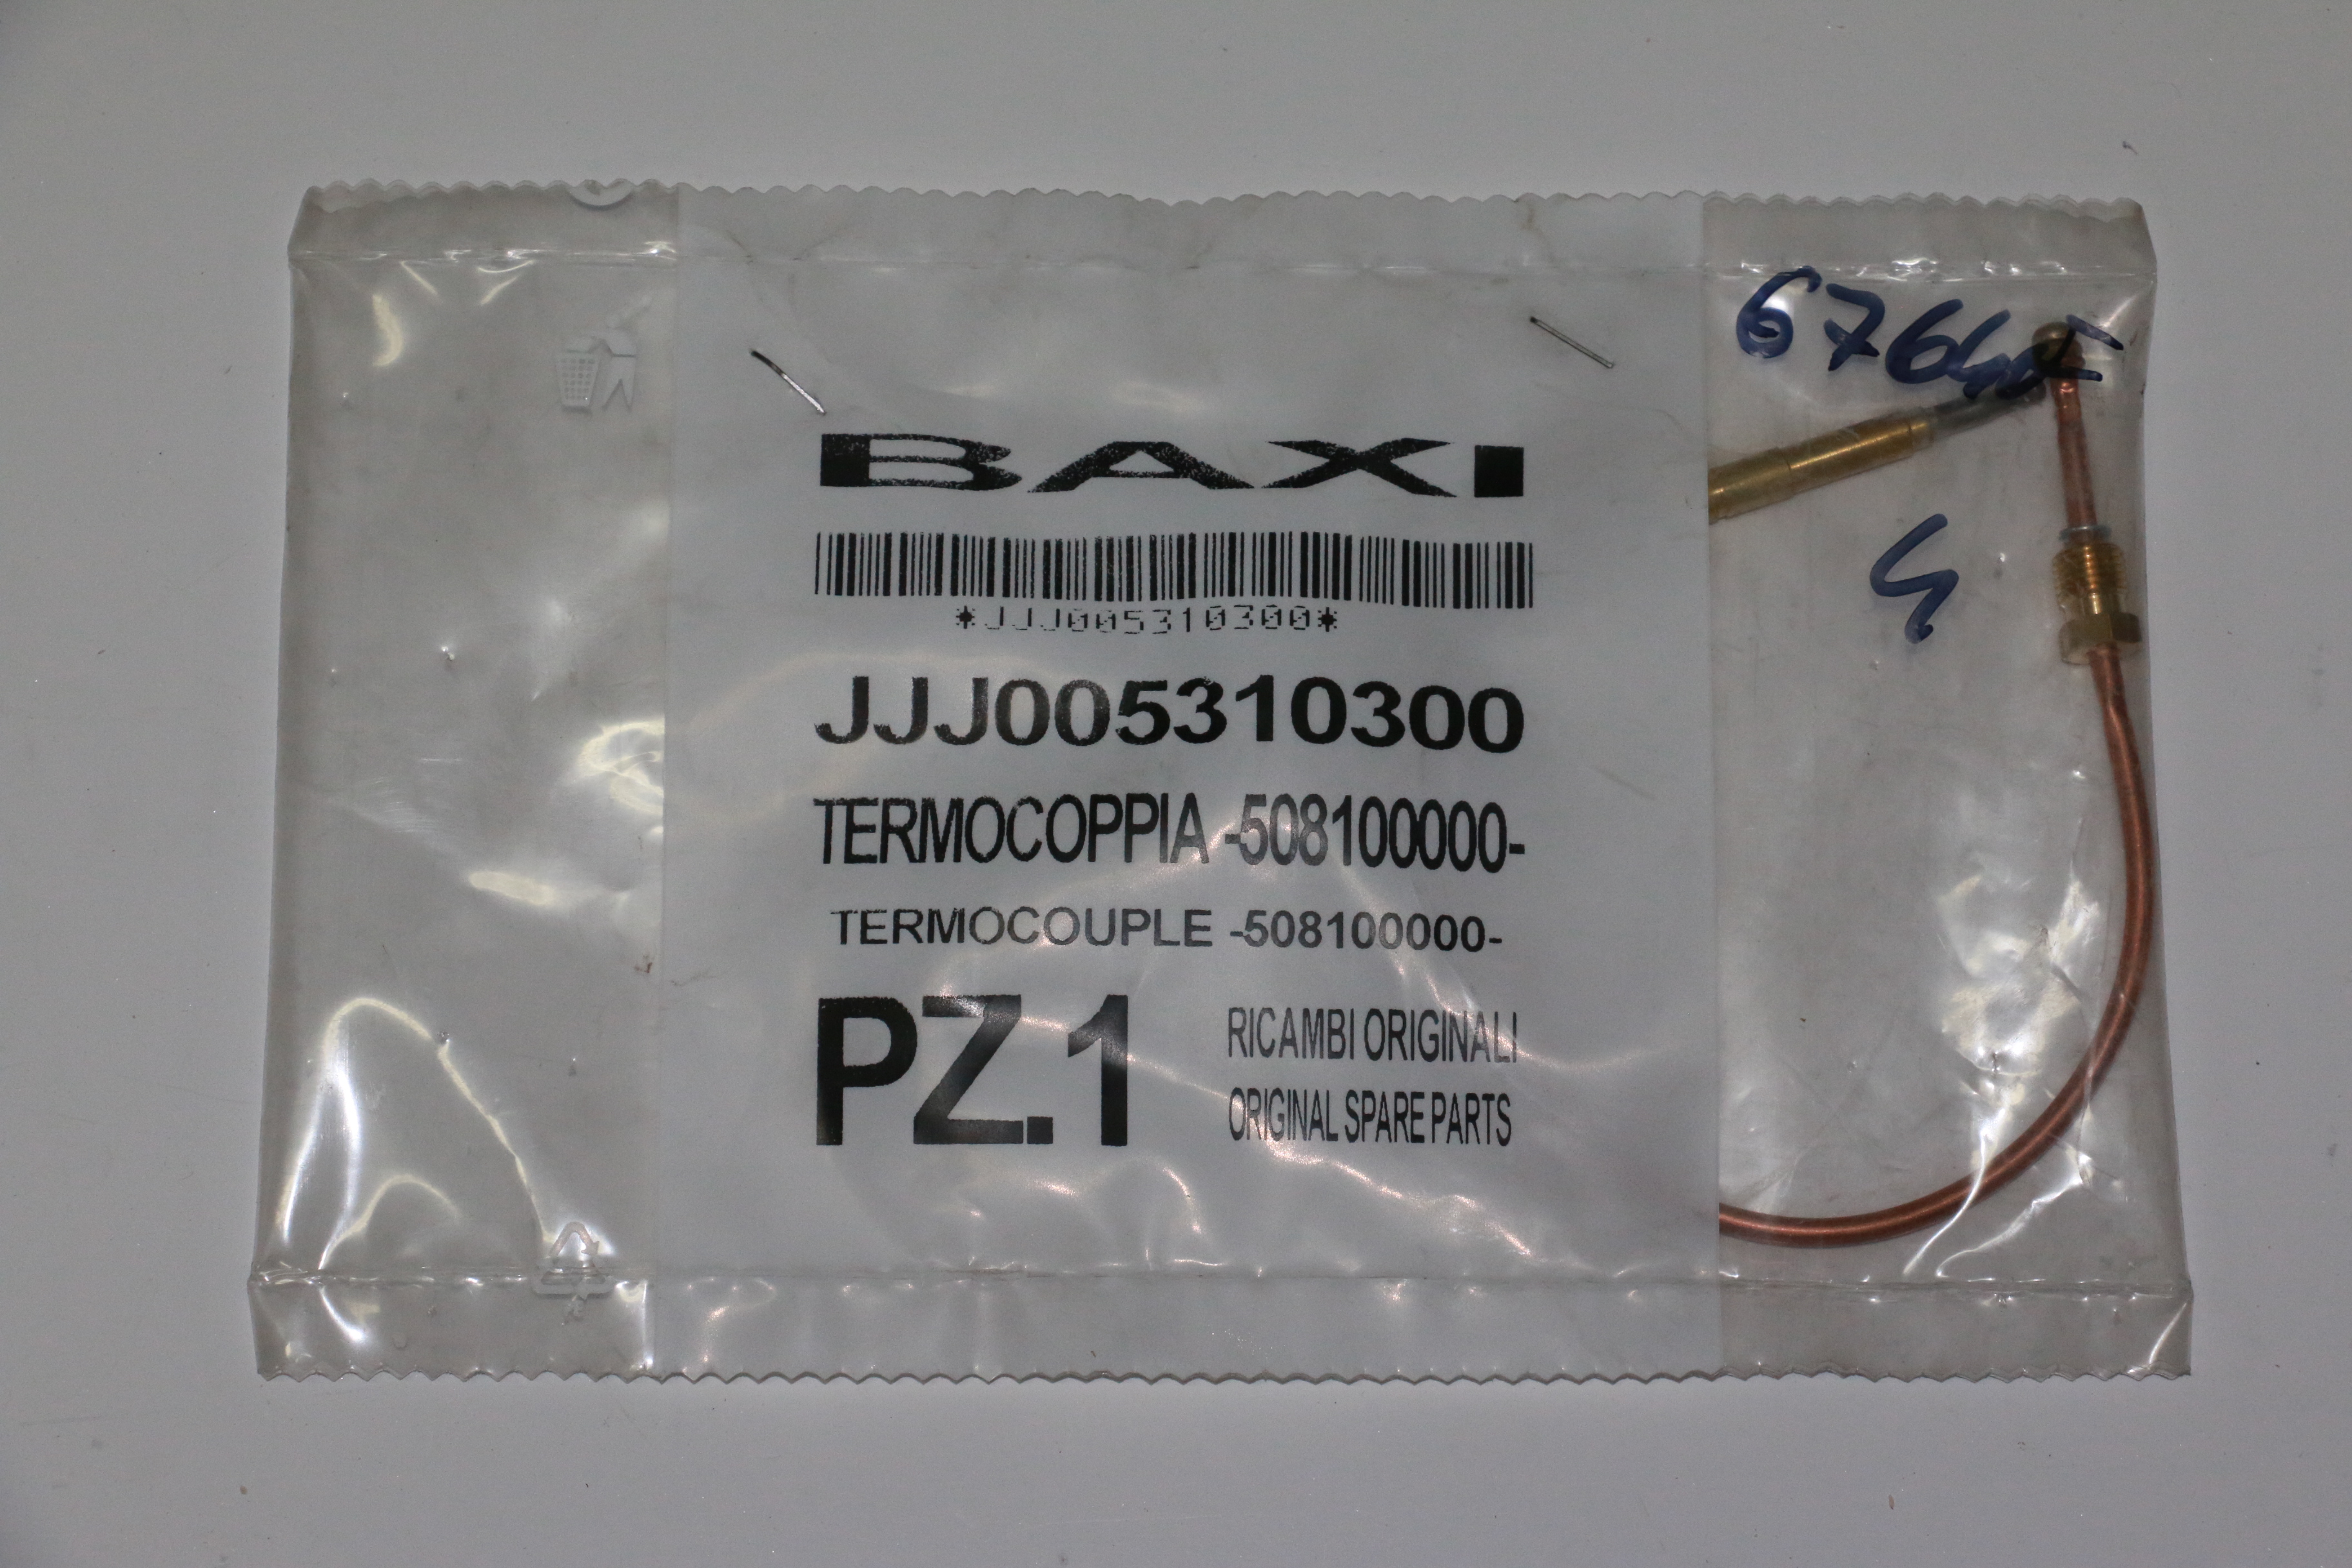 BAXI
*JJJ005310300*
JJJ005310300
TERMOCOPPIA -508100000-
TERMOCOUPLE -508100000-
PZ.1
RICAMBI ORIGINALI
ORIGINAL SPARE PARTS